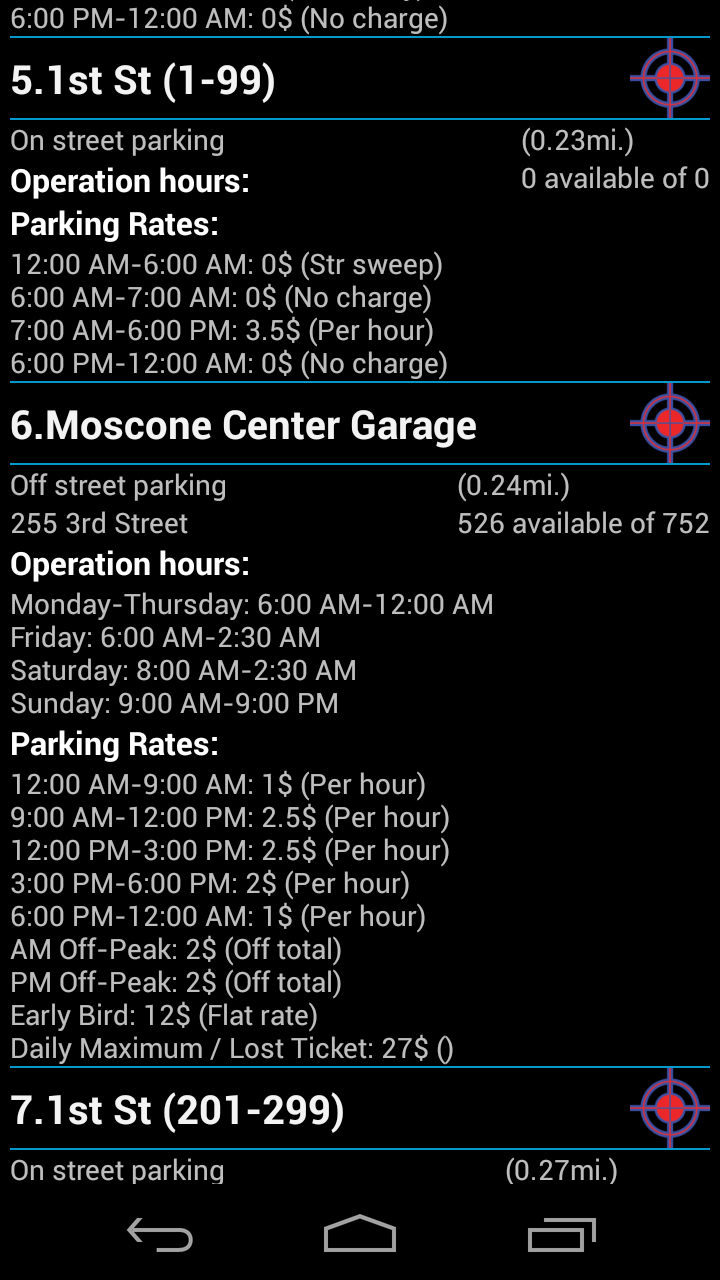 6:00 PM-12:00 AM: 0$ (No charge)
5.1st St (1-99)
On street parking (0.23mi.)
Operation hours: 0 available of 0
Parking Rates:
12:00 AM-6:00 AM: 0$ (Str sweep)
6:00 AM-7:00 AM: 0$ (No charge)
7:00 AM-6:00 PM: 3.5$ (Per hour)
6:00 PM-12:00 AM: 0$ (No charge)
6.Moscone Center Garage
Off street parking (0.24mi.)
255 3rd Street 526 available of 752
Operation hours:
Monday-Thursday: 6:00 AM-12:00 AM
Friday: 6:00 AM-2:30 AM
Saturday: 8:00 AM-2:30 AM
Sunday: 9:00 AM-9:00 PM
Parking Rates:
12:00 AM-9:00 AM: 1$ (Per hour)
9:00 AM-12:00 PM: 2.5$ (Per hour)
12:00 PM-3:00 PM: 2.5$ (Per hour)
3:00 PM-6:00 PM: 2$ (Per hour)
6:00 PM-12:00 AM: 1$ (Per hour)
AM Off-Peak: 2$ (Off total)
PM Off-Peak: 2$ (Off total)
Early Bird: 12$ (Flat rate)
Daily Maximum / Lost Ticket: 27$ ()
7.1st St (201-299)
On street parking (0.27mi.)